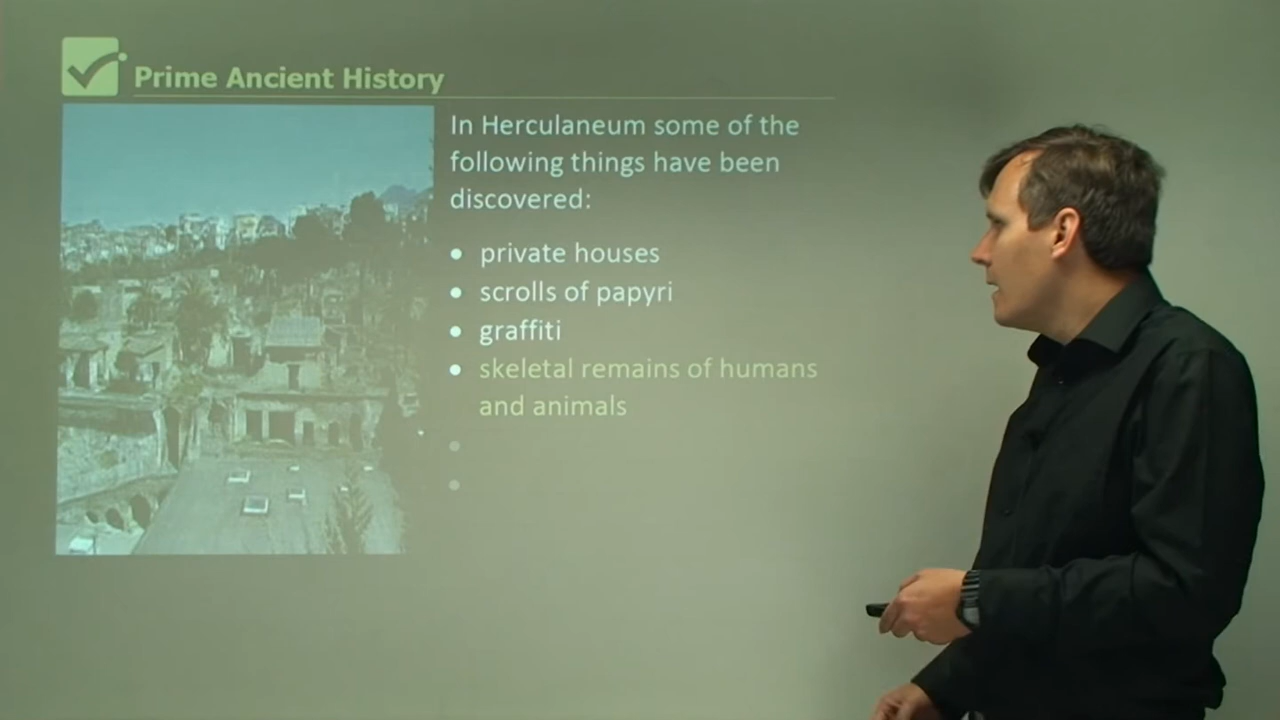 Prime Ancient History
In Herculaneum some of the
following things have been
discovered:
• private houses
• scrolls of papyri
• graffiti
• skeletal remains of humans
and animals